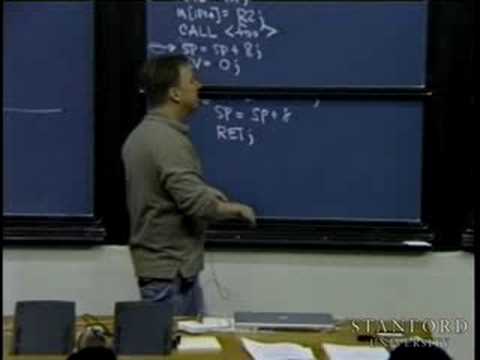 M[SP+4] = R2;
CALL <foo>
SP = SP + 8;
RV = 0;
SP = SP + 8
RET;
STANFORD
UNIVERSITY